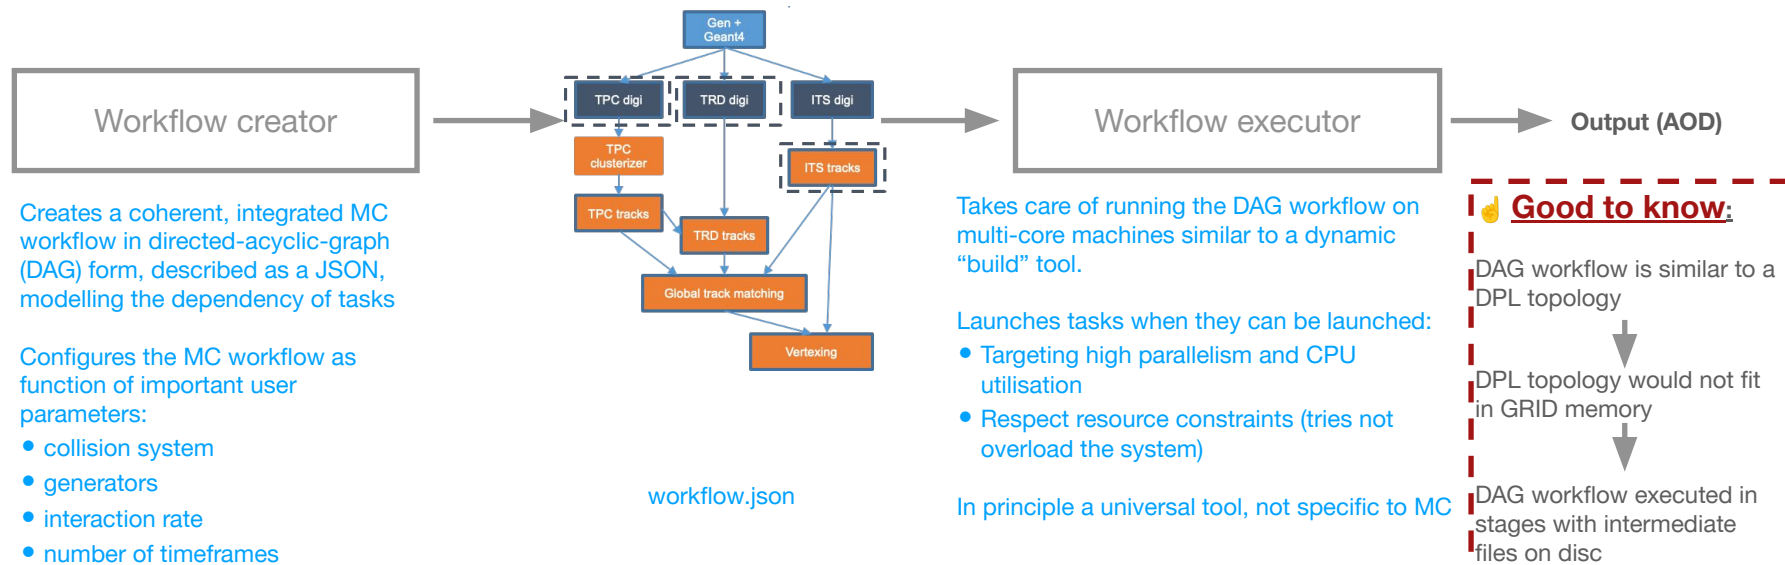 Workflow creator
Creates a coherent, integrated MC
workflow in directed-acyclic-graph
(DAG) form, described as a JSON,
modelling the dependency of tasks
Configures the MC workflow as
function of important user
parameters:
• collision system
• generators
• interaction rate
• number of timeframes
Gen +
Geant4
TPC digi
TRD digi
ITS digi
TPC
clusterizer
ITS tracks
TPC tracks
TRD tracks
Global track matching
Vertexing
workflow.json
Workflow executor
Takes care of running the DAG workflow on
multi-core machines similar to a dynamic
“build” tool.
Launches tasks when they can be launched:
• Targeting high parallelism and CPU
utilisation
• Respect resource constraints (tries not
overload the system)
In principle a universal tool, not specific to MC
Output (AOD)
☝ Good to know:
DAG workflow is similar to a
DPL topology
DPL topology would not fit
in GRID memory
DAG workflow executed in
stages with intermediate
files on disc